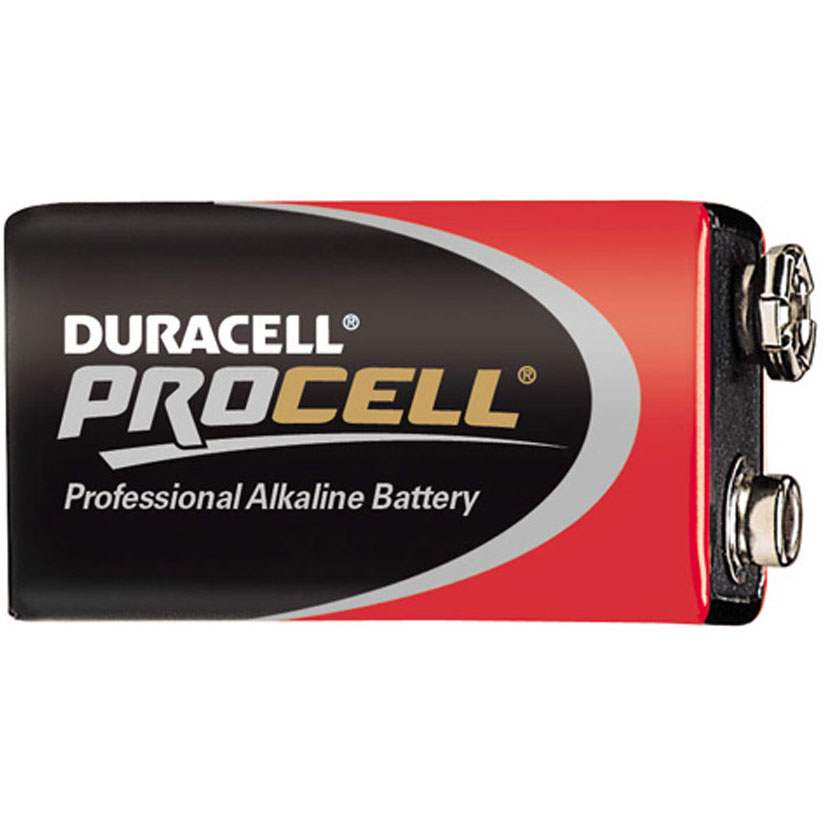 DURACELL®
PROCELL®
Professional Alkaline Battery